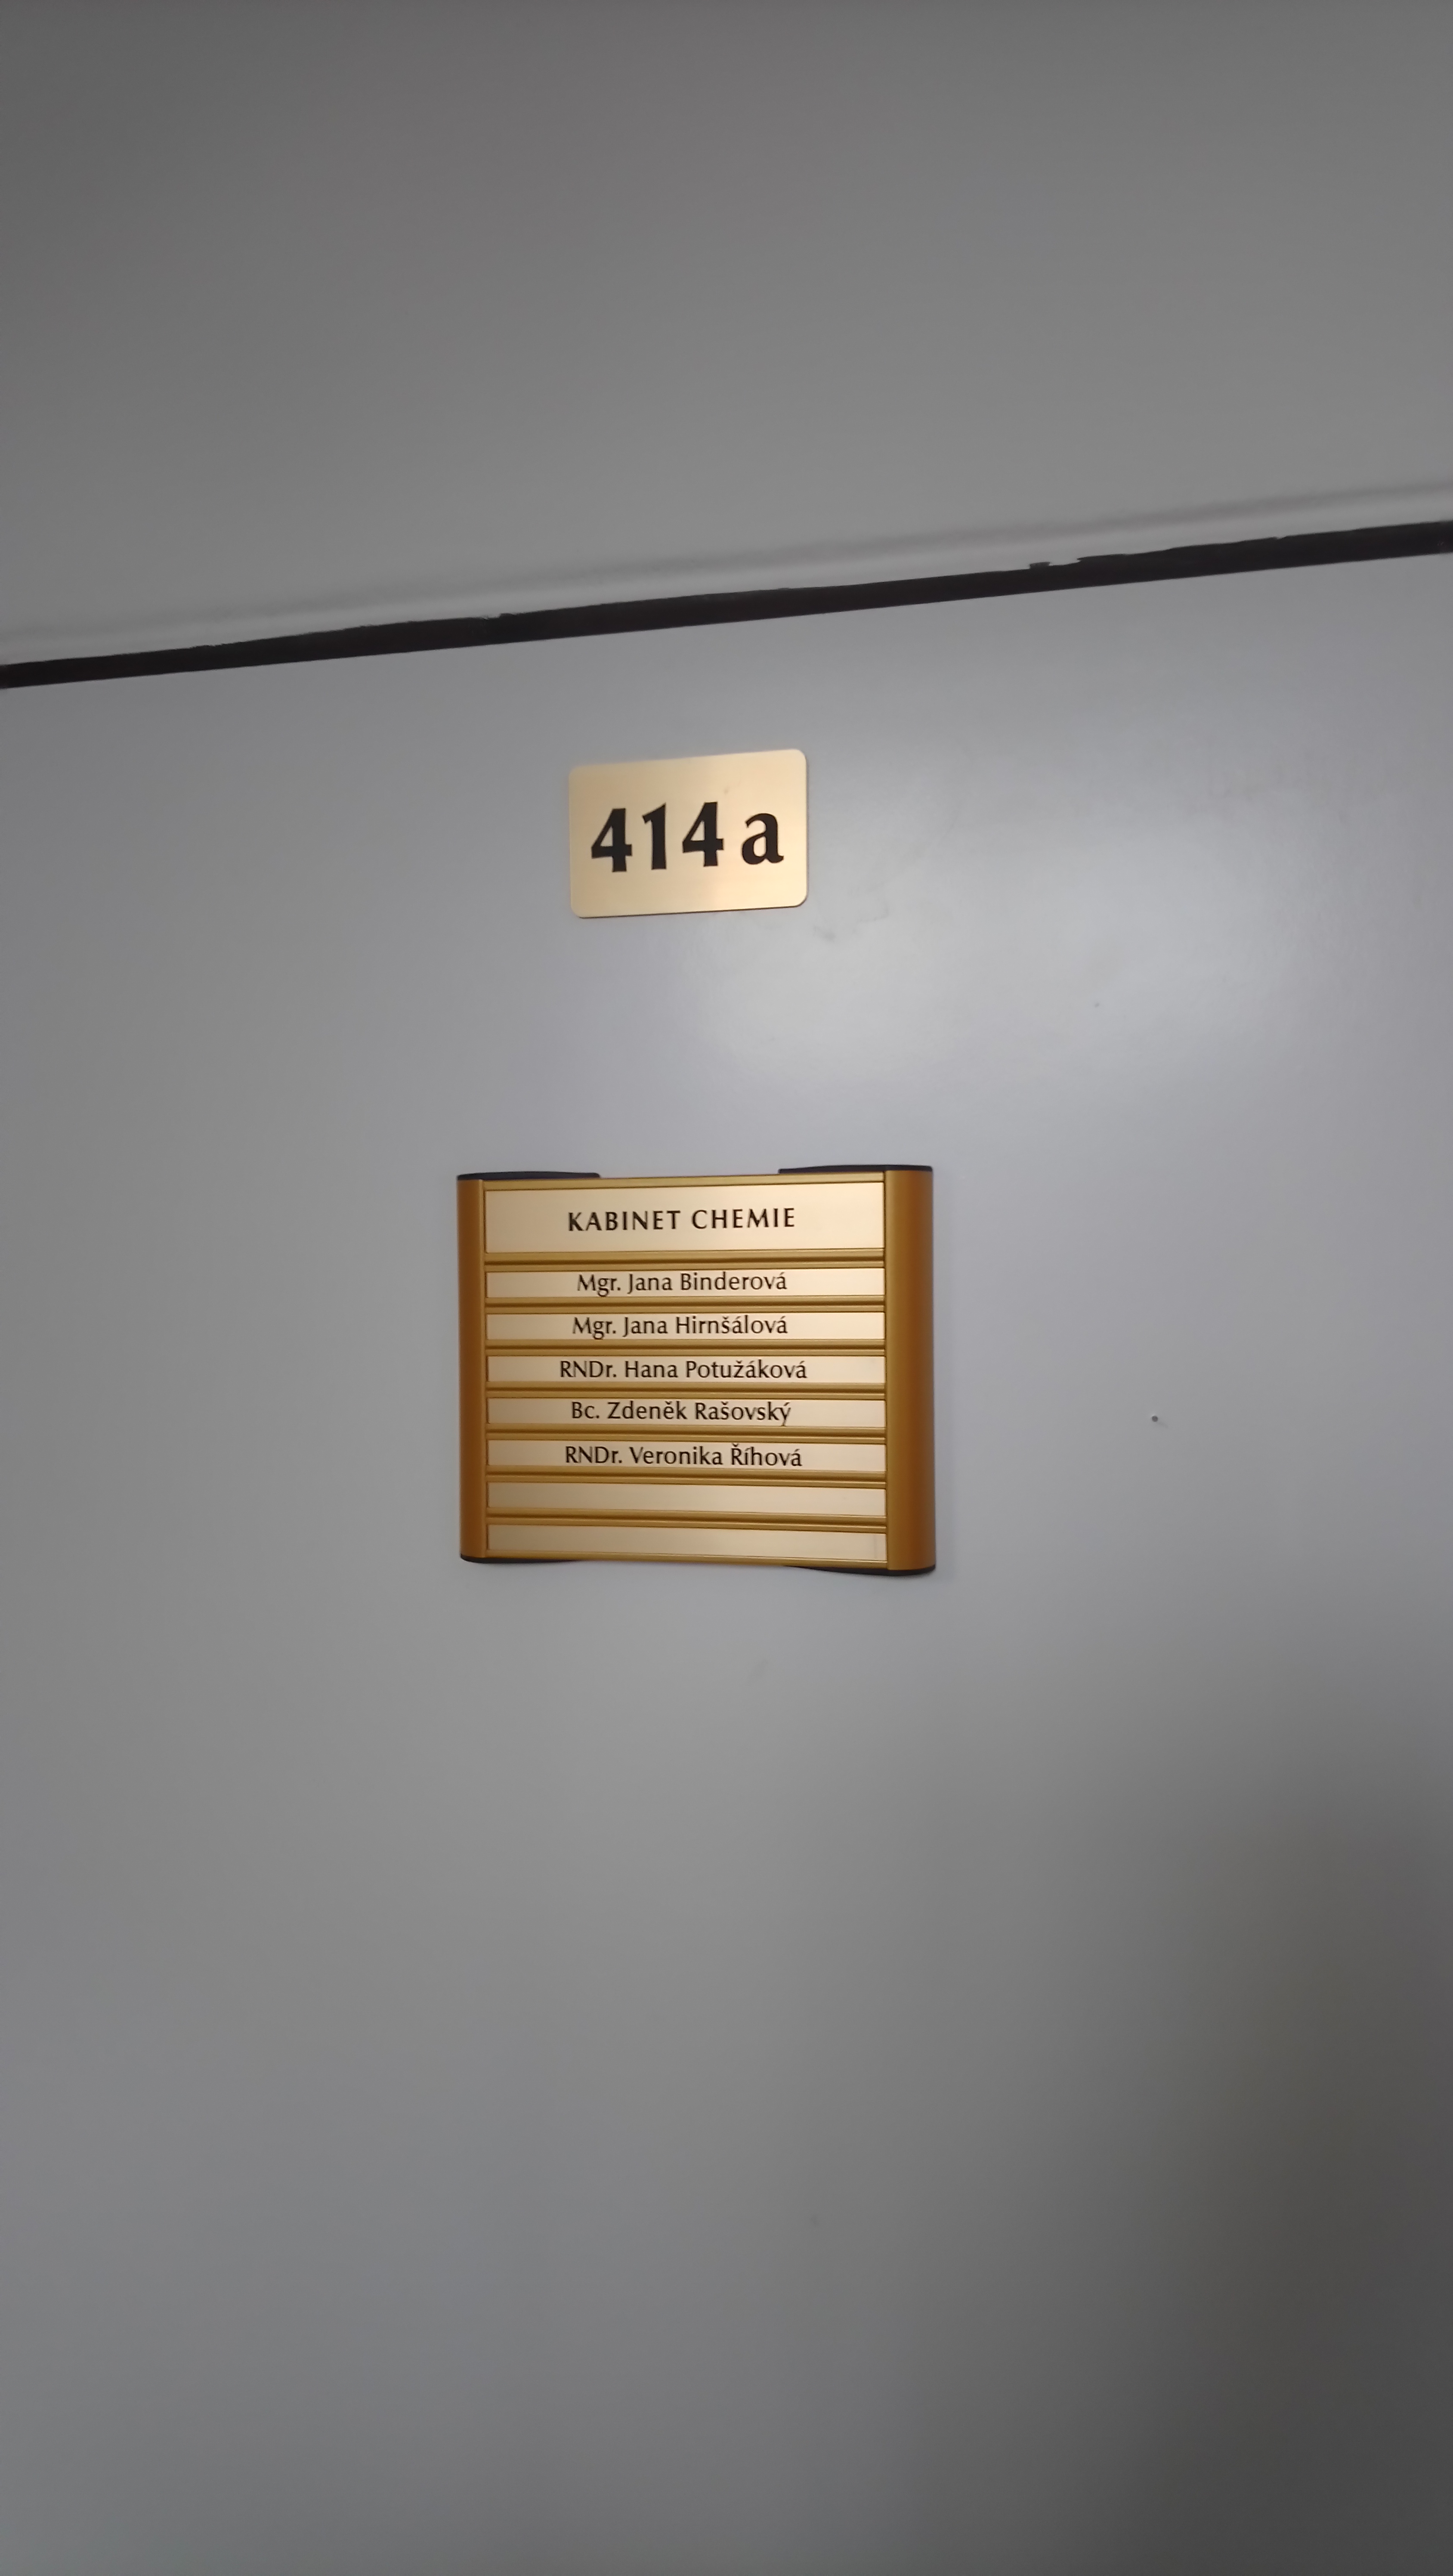 414a
KABINET CHEMIE
Mgr. Jana Binderová
Mgr. Jana Hirnšálová
RNDr. Hana Potužáková
Bc. Zdeněk Rašovský
RNDr. Veronika Říhová